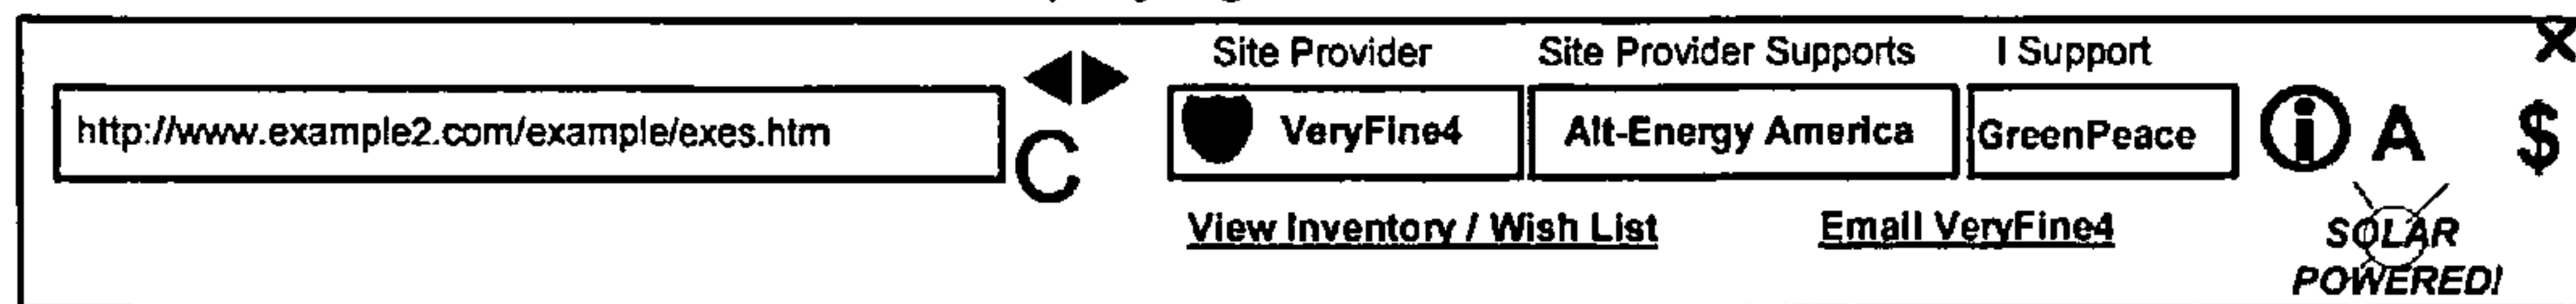 Site Provider Site Provider Supports I Support X
http://www.example2.com/example/exes.htm C VeryFine4 Alt-Energy America GreenPeace i A $
View Inventory / Wish List Email VeryFine4 SOLAR
POWERED!